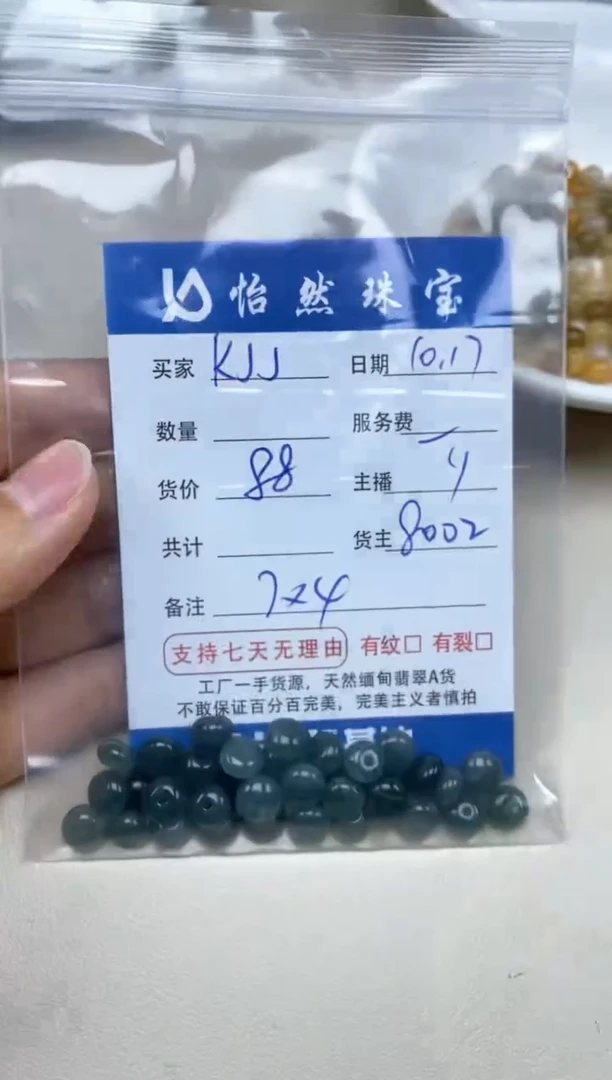 怡然珠宝
买家 KJJ 日期 10.17
数量 服务费
货价 88 主播 y
共计 货主 8002
备注 7x4
支持七天无理由 有纹□ 有裂□
工厂一手货源，天然缅甸翡翠A货
不敢保证百分百完美，完美主义者慎拍